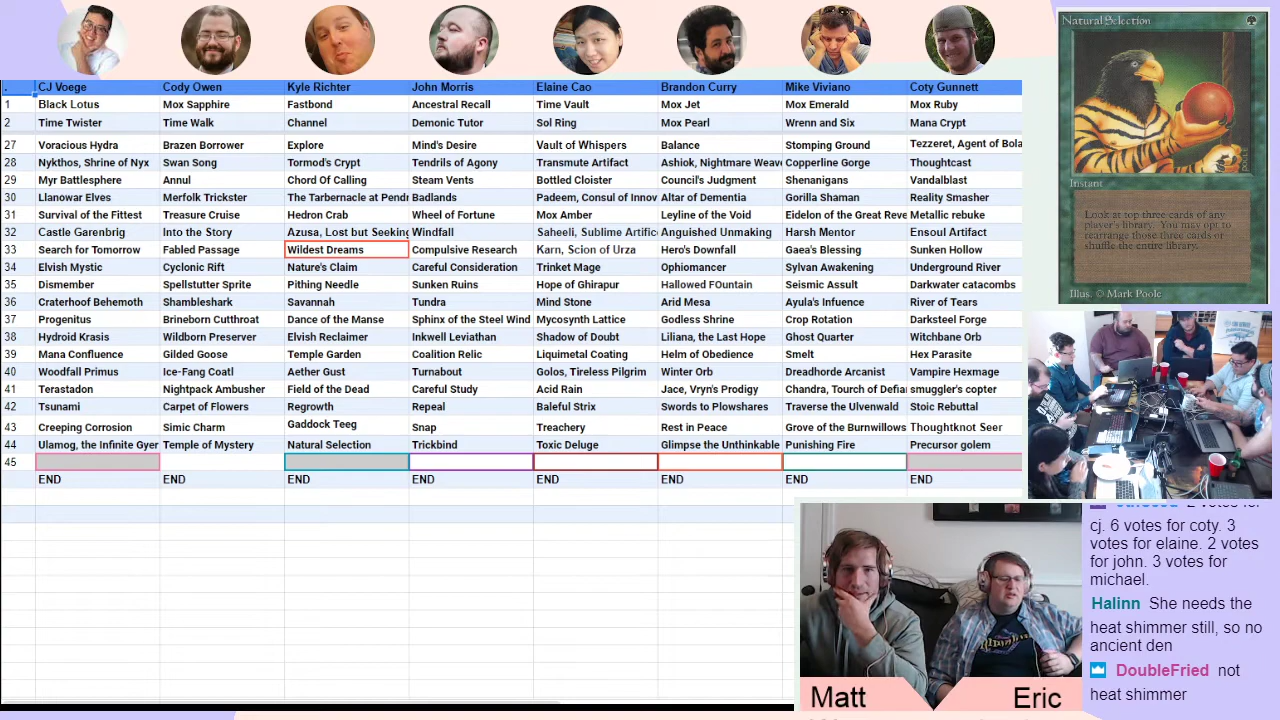 . CJ Voege Cody Owen Kyle Richter John Morris Elaine Cao Brandon Curry Mike Viviano Coty Gunnett
1 Black Lotus Mox Sapphire Fastbond Ancestral Recall Time Vault Mox Jet Mox Emerald Mox Ruby
2 Time Twister Time Walk Channel Demonic Tutor Sol Ring Mox Pearl Wrenn and Six Mana Crypt
27 Voracious Hydra Brazen Borrower Explore Mind's Desire Vault of Whispers Balance Stomping Ground Tezzeret, Agent of Bola
28 Nykthos, Shrine of Nyx Swan Song Tormod's Crypt Tendrils of Agony Transmute Artifact Ashiok, Nightmare Weave Copperline Gorge Thoughtcast
29 Myr Battlesphere Annul Chord Of Calling Steam Vents Bottled Cloister Council's Judgment Shenanigans Vandalblast
30 Llanowar Elves Merfolk Trickster The Tarbernacle at Pendr Badlands Padeem, Consul of Innov Altar of Dementia Gorilla Shaman Reality Smasher
31 Survival of the Fittest Treasure Cruise Hedron Crab Wheel of Fortune Mox Amber Leyline of the Void Eidelon of the Great Reve Metallic rebuke
32 Castle Garenbrig Into the Story Azusa, Lost but Seeking Windfall Saheeli, Sublime Artific Anguished Unmaking Harsh Mentor Ensoul Artifact
33 Search for Tomorrow Fabled Passage Wildest Dreams Compulsive Research Karn, Scion of Urza Hero's Downfall Gaea's Blessing Sunken Hollow
34 Elvish Mystic Cyclonic Rift Nature's Claim Careful Consideration Trinket Mage Ophiomancer Sylvan Awakening Underground River
35 Dismember Spellstutter Sprite Pithing Needle Sunken Ruins Hope of Ghirapur Hallowed FOuntain Seismic Assult Darkwater catacombs
36 Craterhoof Behemoth Shambleshark Savannah Tundra Mind Stone Arid Mesa Ayula's Infuence River of Tears
37 Progenitus Brineborn Cutthroat Dance of the Manse Sphinx of the Steel Wind Mycosynth Lattice Godless Shrine Crop Rotation Darksteel Forge
38 Hydroid Krasis Wildborn Preserver Elvish Reclaimer Inkwell Leviathan Shadow of Doubt Liliana, the Last Hope Ghost Quarter Witchbane Orb
39 Mana Confluence Gilded Goose Temple Garden Coalition Relic Liquimetal Coating Helm of Obedience Smelt Hex Parasite
40 Woodfall Primus Ice-Fang Coatl Aether Gust Turnabout Golos, Tireless Pilgrim Winter Orb Dreadhorde Arcanist Vampire Hexmage
41 Terastadon Nightpack Ambusher Field of the Dead Careful Study Acid Rain Jace, Vryn's Prodigy Chandra, Tourch of Defia smuggler's copter
42 Tsunami Carpet of Flowers Regrowth Repeal Baleful Strix Swords to Plowshares Traverse the Ulvenwald Stoic Rebuttal
43 Creeping Corrosion Simic Charm Gaddock Teeg Snap Treachery Rest in Peace Grove of the Burnwillows Thoughtknot Seer
44 Ulamog, the Infinite Gyer Temple of Mystery Natural Selection Trickbind Toxic Deluge Glimpse the Unthinkable Punishing Fire Precursor golem
45
END END END END END END END END
Natural Selection
Instant
Look at top three cards of any
player's library. You may opt to
rearrange those three cards or
shuffle the entire library.
Illus. © Mark Poole
Matt Eric
cj. 6 votes for coty. 3
votes for elaine. 2 votes
for john. 3 votes for
michael.
Halinn She needs the
heat shimmer still, so no
ancient den
DoubleFried not
heat shimmer